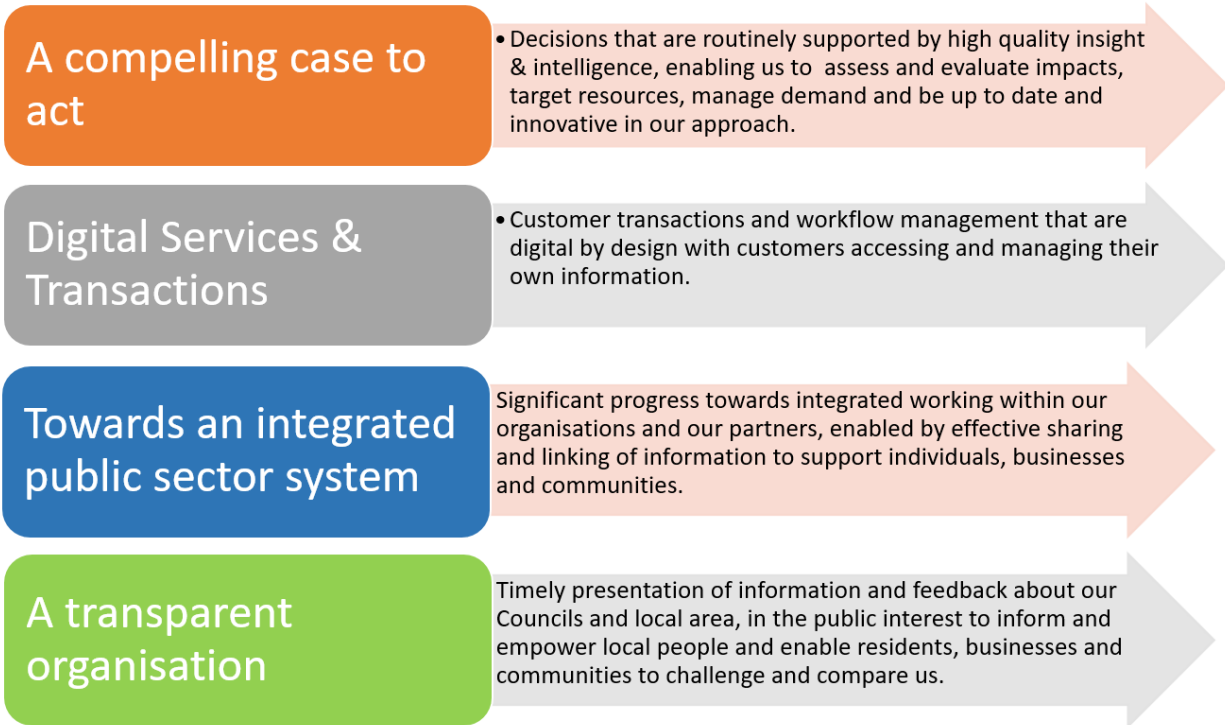 A compelling case to
act
• Decisions that are routinely supported by high quality insight
& intelligence, enabling us to assess and evaluate impacts,
target resources, manage demand and be up to date and
innovative in our approach.
Digital Services &
Transactions
• Customer transactions and workflow management that are
digital by design with customers accessing and managing their
own information.
Towards an integrated
public sector system
Significant progress towards integrated working within our
organisations and our partners, enabled by effective sharing
and linking of information to support individuals, businesses
and communities.
A transparent
organisation
Timely presentation of information and feedback about our
Councils and local area, in the public interest to inform and
empower local people and enable residents, businesses and
communities to challenge and compare us.